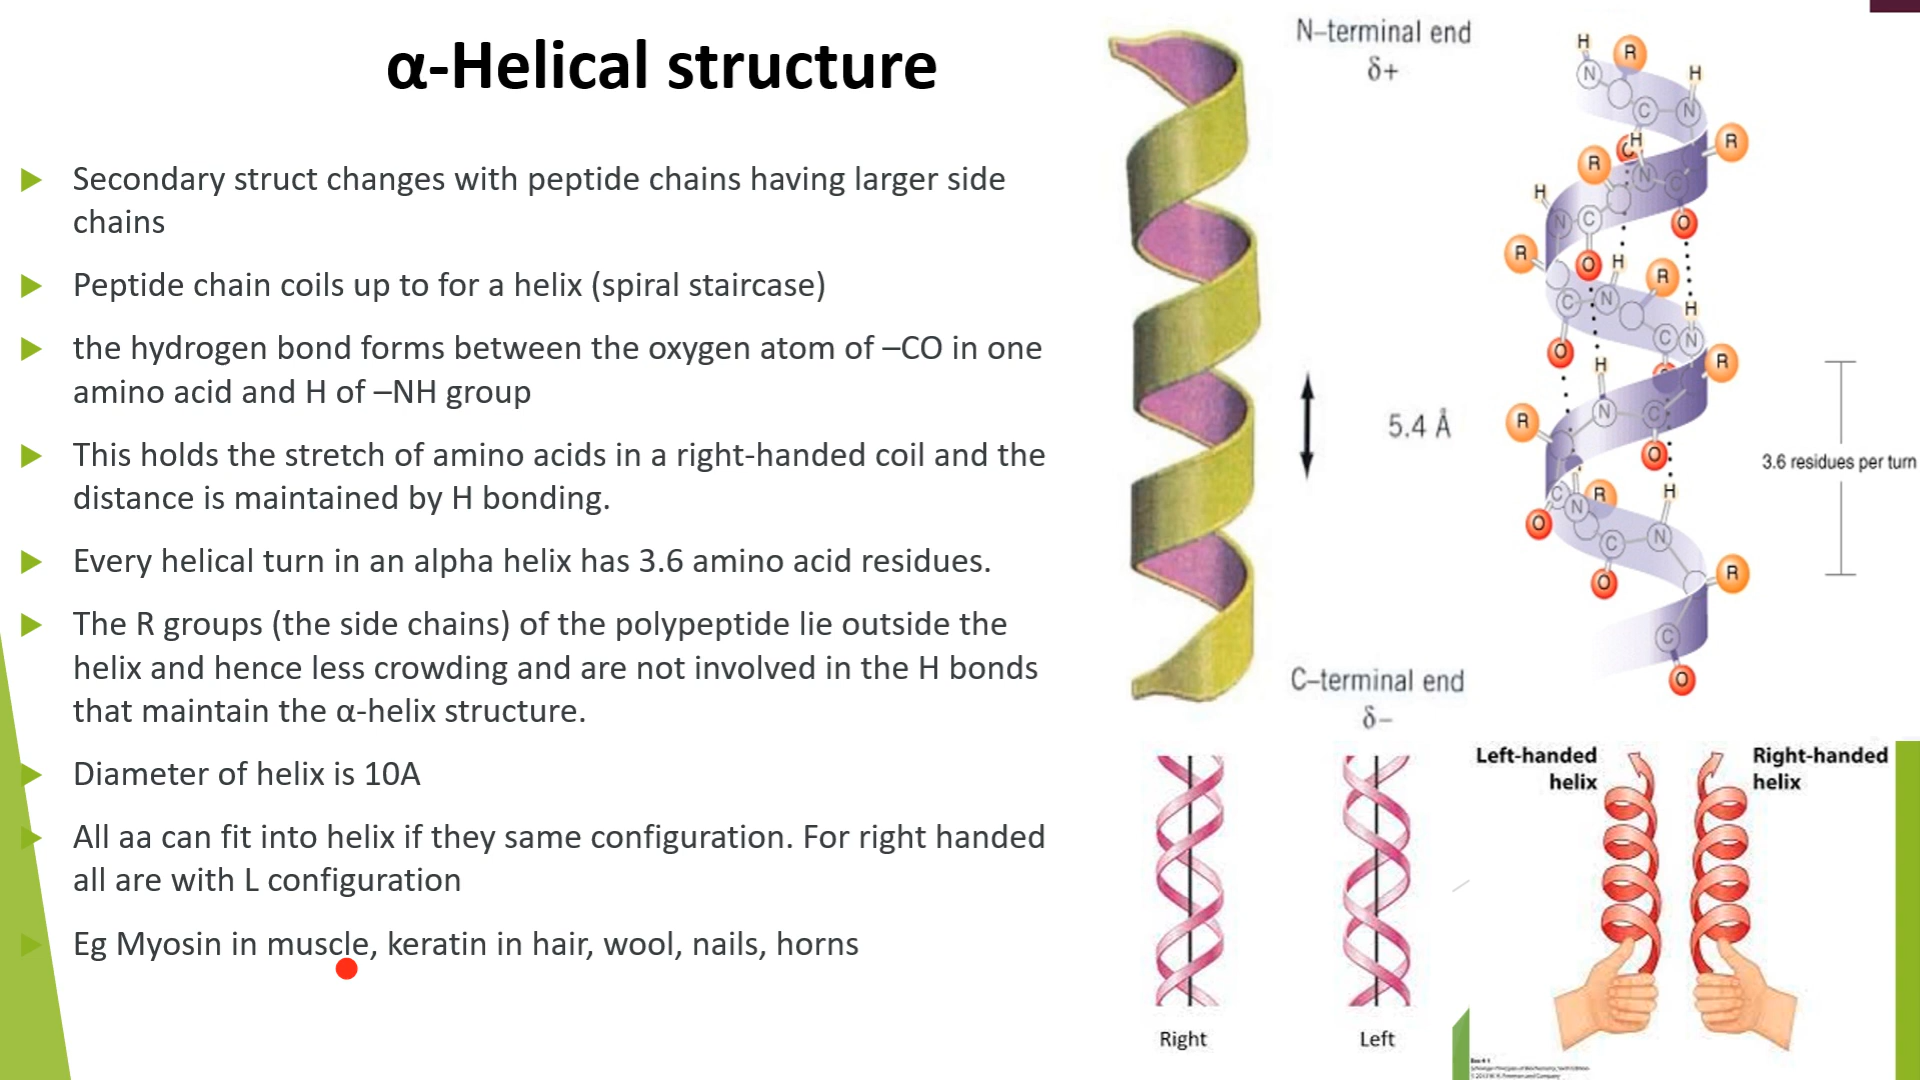 α-Helical structure
Secondary struct changes with peptide chains having larger side
chains
Peptide chain coils up to for a helix (spiral staircase)
the hydrogen bond forms between the oxygen atom of –CO in one
amino acid and H of –NH group
This holds the stretch of amino acids in a right-handed coil and the
distance is maintained by H bonding.
Every helical turn in an alpha helix has 3.6 amino acid residues.
The R groups (the side chains) of the polypeptide lie outside the
helix and hence less crowding and are not involved in the H bonds
that maintain the α-helix structure.
Diameter of helix is 10A
All aa can fit into helix if they same configuration. For right handed
all are with L configuration
Eg Myosin in muscle, keratin in hair, wool, nails, horns
N–terminal end
δ+
5.4 Å
C–terminal end
δ–
H
R
N
H
C
N
R
H
C
R
N
C
H
N
C
O
R
O
H
R
C
N
H
C
N
O
H
R
R
N
C
O
C
N
R
H
O
C
N
O
R
C
O
3.6 residues per turn
Right
Left
Left-handed
helix
Right-handed
helix